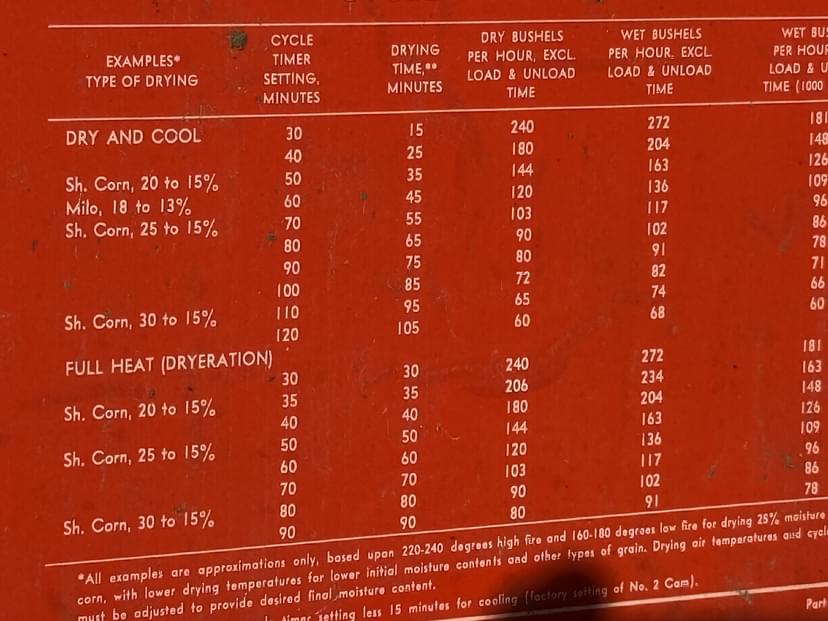 EXAMPLES*
TYPE OF DRYING
CYCLE
TIMER
SETTING,
MINUTES
DRYING
TIME,**
MINUTES
DRY BUSHELS
PER HOUR, EXCL.
LOAD & UNLOAD
TIME
WET BUSHELS
PER HOUR, EXCL.
LOAD & UNLOAD
TIME
WET BUS
PER HOUR
LOAD & U
TIME (1000
DRY AND COOL 30 15 240 272 181
40 25 180 204 148
Sh. Corn, 20 to 15% 50 35 144 163 126
Milo, 18 to 13% 60 45 120 136 109
Sh. Corn, 25 to 15% 70 55 103 117 96
80 65 90 102 86
90 75 80 91 78
100 85 72 82 71
Sh. Corn, 30 to 15% 110 95 65 74 66
120 105 60 68 60
FULL HEAT (DRYERATION)
30 30 240 272 181
Sh. Corn, 20 to 15% 35 35 206 234 163
40 40 180 204 148
Sh. Corn, 25 to 15% 50 50 144 163 126
60 60 120 136 109
70 70 103 117 96
Sh. Corn, 30 to 15% 80 80 90 102 86
90 90 80 91 78
*All examples are approximations only, based upon 220-240 degrees high fire and 160-180 degrees low fire for drying 25% moisture
corn, with lower drying temperatures for lower initial moisture contents and other types of grain. Drying air temperatures and cycl
must be adjusted to provide desired final moisture content.
timer setting less 15 minutes for cooling (factory setting of No. 2 Cam).
Part